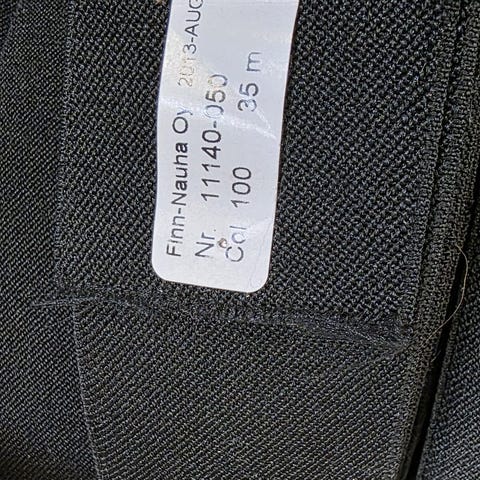 Finn-Nauha Oy 2013-AUG
Nr. 11140-050
Col 100 35 m